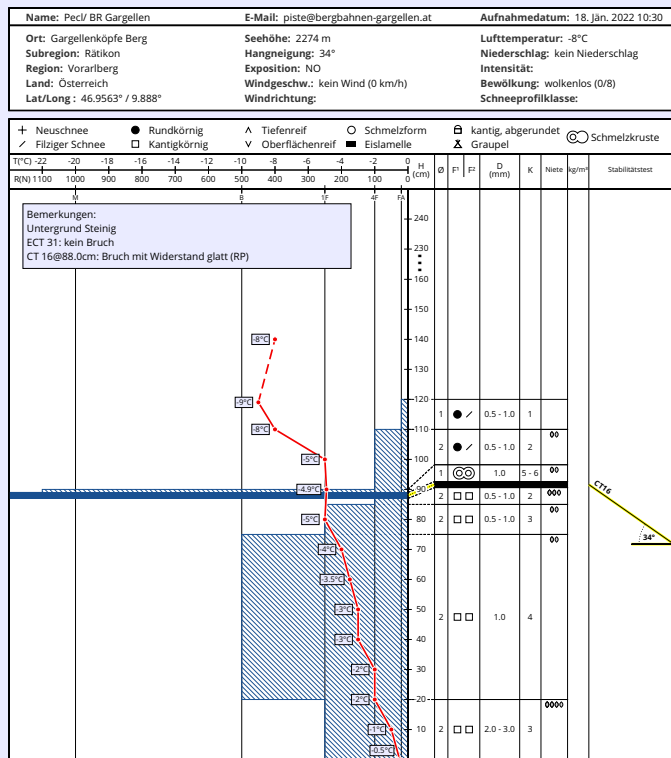 Name: Pecl/ BR Gargellen E-Mail: piste@bergbahnen-gargellen.at Aufnahmedatum: 18. Jän. 2022 10:30
Ort: Gargellenköpfe Berg Seehöhe: 2274 m Lufttemperatur: -8°C
Subregion: Rätikon Hangneigung: 34° Niederschlag: kein Niederschlag
Region: Vorarlberg Exposition: NO Intensität:
Land: Österreich Windgeschw.: kein Wind (0 km/h) Bewölkung: wolkenlos (0/8)
Lat/Long : 46.9563° / 9.888° Windrichtung: Schneeprofilklasse:
Neuschnee Rundkörnig Tiefenreif Schmelzform kantig, abgerundet Schmelzkruste
Filziger Schnee Kantigkörnig Oberflächenreif Eislamelle Graupel
T(°C) -22 -20 -18 -16 -14 -12 -10 -8 -6 -4 -2 0 H (cm) Ø F¹ F² D (mm) K Niete kg/m³ Stabilitätstest
R(N) 1100 1000 900 800 700 600 500 400 300 200 100 0
M B 1F 4F FA
Bemerkungen:
Untergrund Steinig
ECT 31: kein Bruch
CT 16@88.0cm: Bruch mit Widerstand glatt (RP)
240
230
160
150
-8°C 140
130
-9°C 120
1 0.5 - 1.0 1
-8°C 110
2 0.5 - 1.0 2
-5°C 100
1 1.0 5 - 6
-4.9°C 90
2 0.5 - 1.0 2
CT16
-5°C 80 2 0.5 - 1.0 3
34°
-4°C 70
-3.5°C 60
-3°C 50
2 1.0 4
-3°C 40
-2°C 30
-2°C 20
-1°C 10 2 2.0 - 3.0 3
-0.5°C